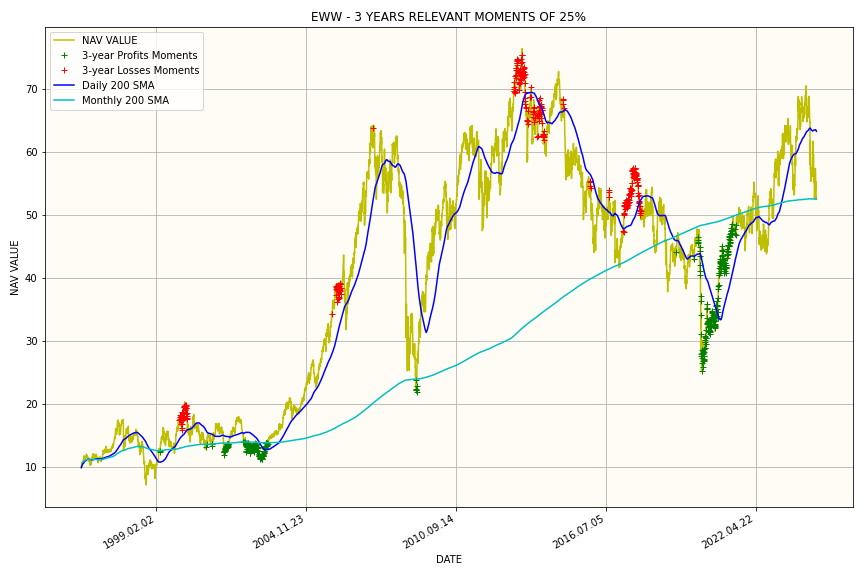 EWW - 3 YEARS RELEVANT MOMENTS OF 25%
NAV VALUE
3-year Profits Moments
3-year Losses Moments
Daily 200 SMA
Monthly 200 SMA
NAV VALUE
70
60
50
40
30
20
10
1999.02.02
2004.11.23
2010.09.14
2016.07.05
2022.04.22
DATE